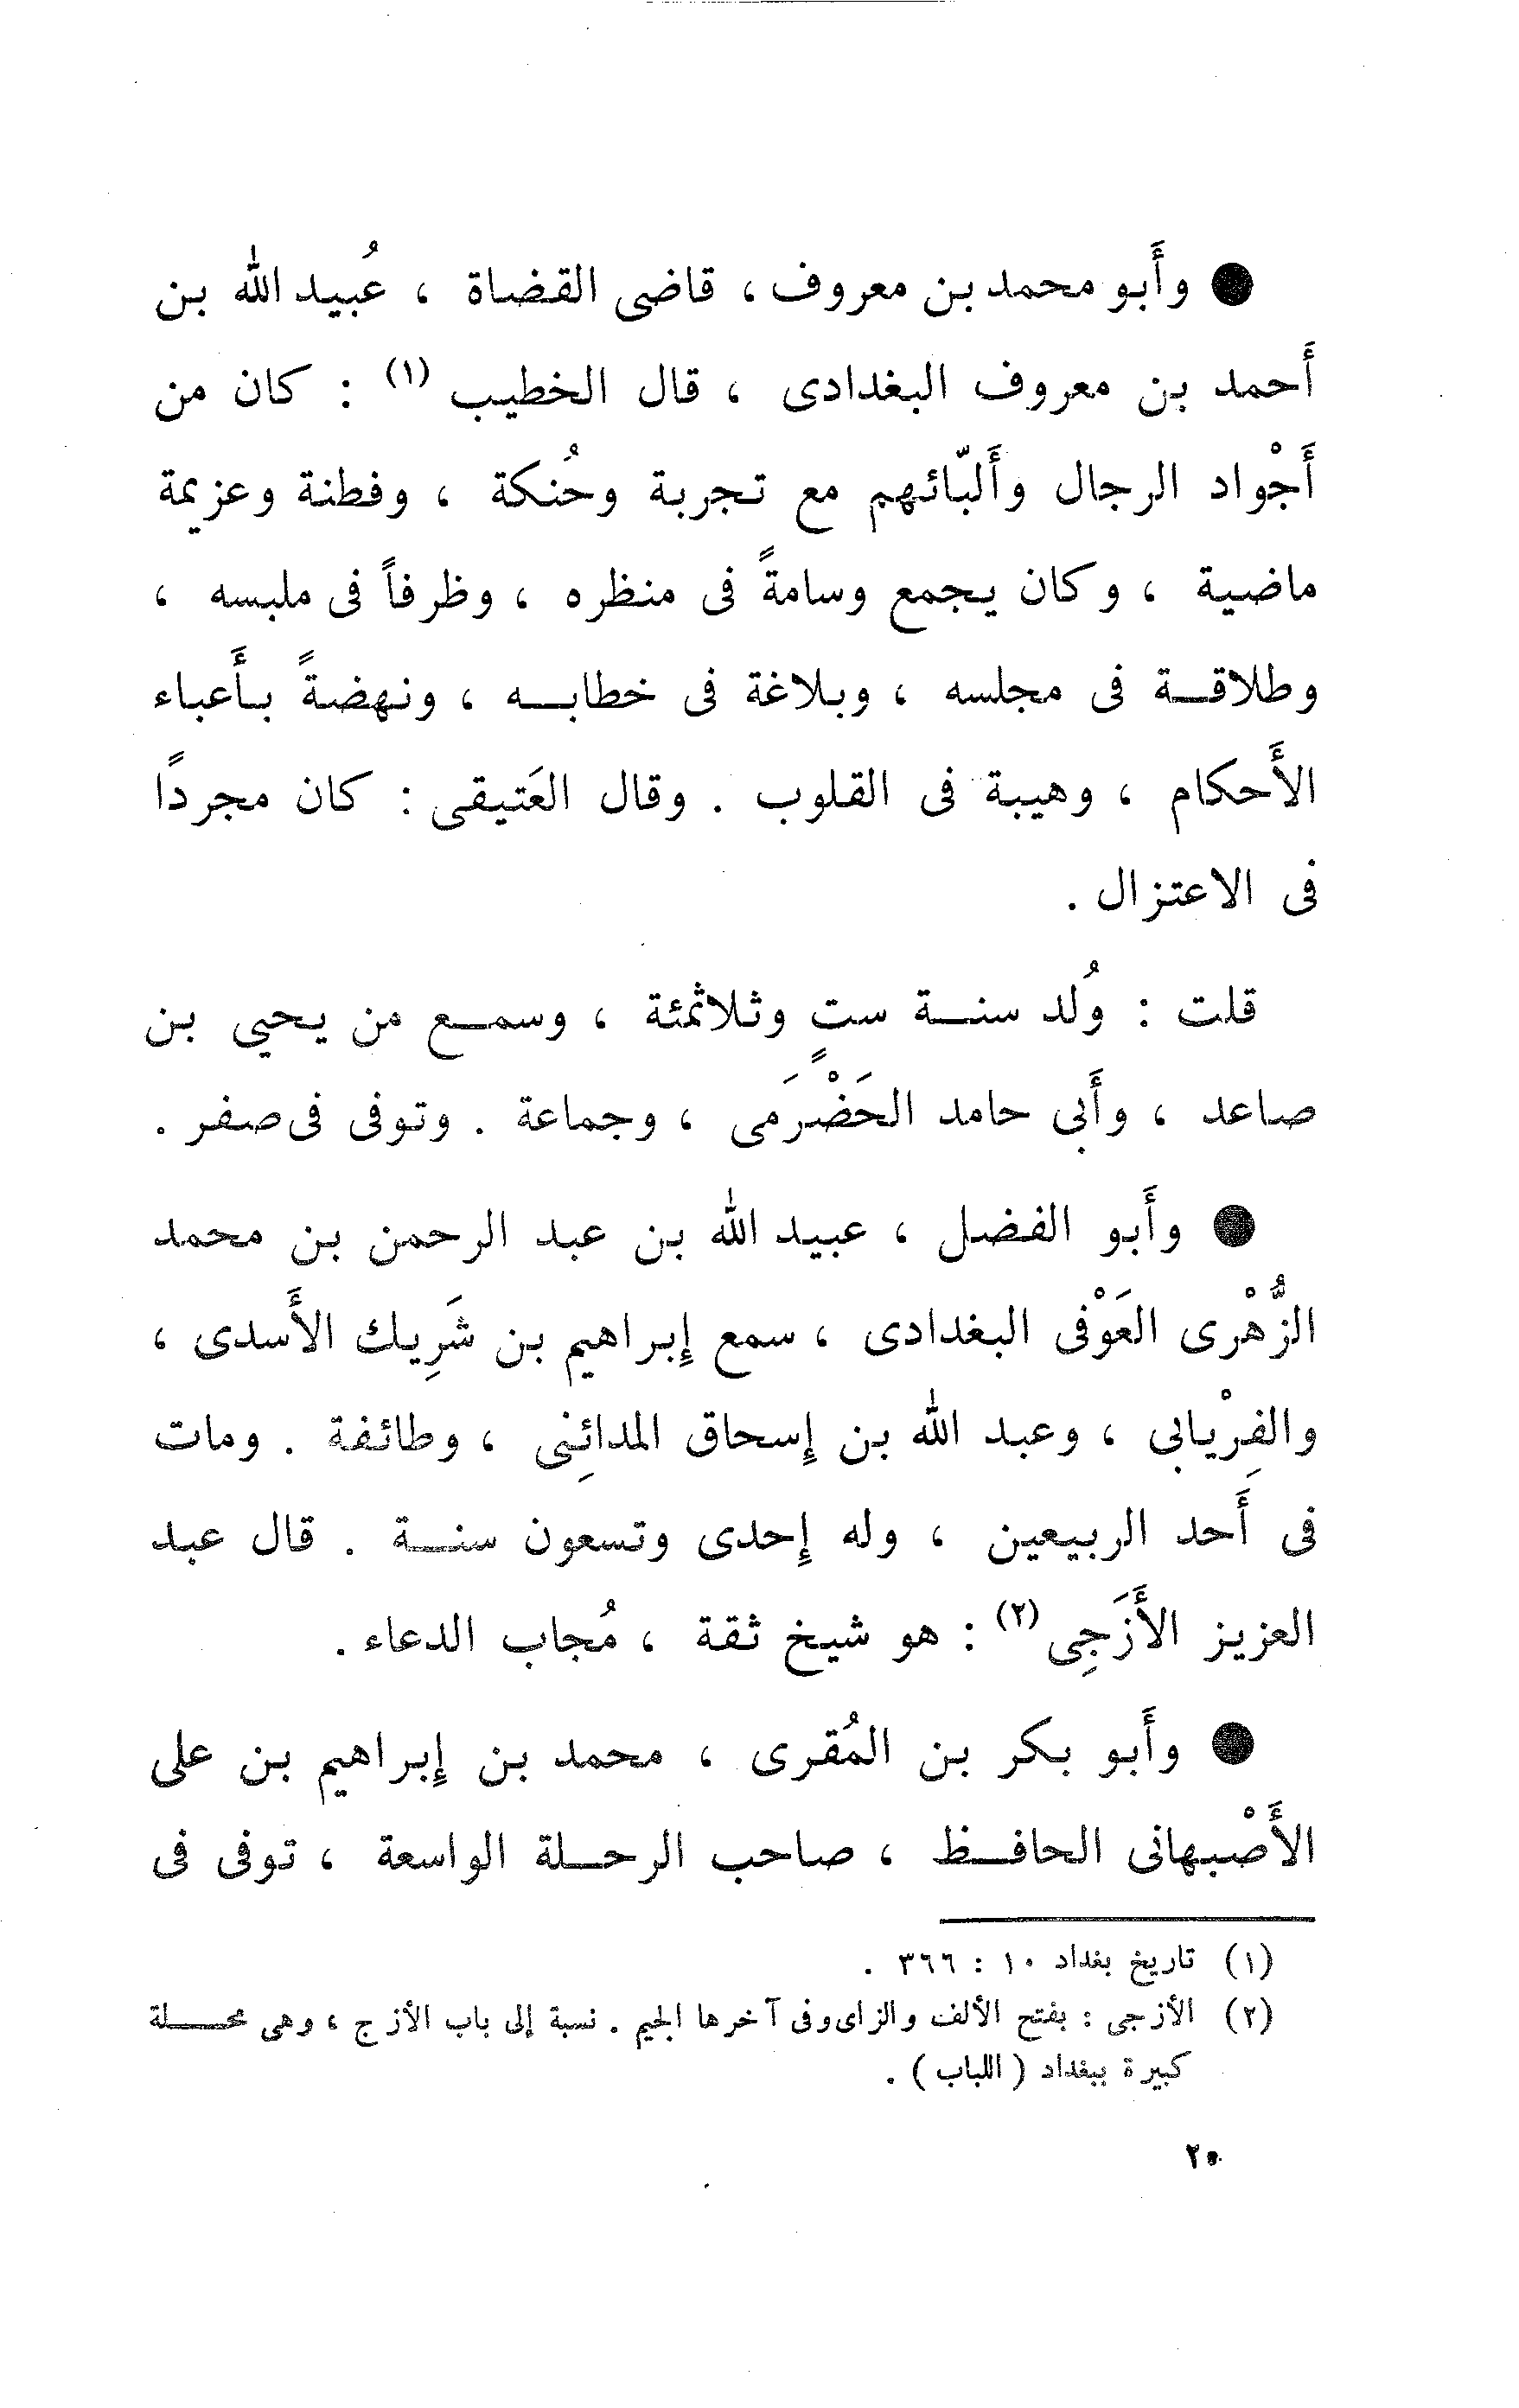 ● وأَبو محمد بن معروف ، قاضى القضاة ، عُبيد الله بن
أَحمد بن معروف البغدادى ، قال الخطيب (١) : كان من
أَجْواد الرجال وأَلبّائهم مع تجربة وحُنكة ، وفطنة وعزيمة
ماضية ، وكان يجمع وسامةً فى منظره ، وظرفاً فى ملبسه ،
وطلاقة فى مجلسه ، وبلاغة فى خطابه ، ونهضةً بأَعباء
الأَحكام ، وهيبة فى القلوب . وقال العَتيقى : كان مجردًا
فى الاعتزال .
قلت : وُلد سنة ستٍ وثلاثمئة ، وسمع من يحيى بن
صاعد ، وأَبى حامد الحَضْرَمى ، وجماعة . وتوفى فى صفر .
● وأَبو الفضل ، عبيد الله بن عبد الرحمن بن محمد
الزُّهْرى العَوْفى البغدادى ، سمع إِبراهيم بن شَرِيك الأَسدى ،
والفِرْيابى ، وعبد الله بن إِسحاق المدائِنى ، وطائفة . ومات
فى أَحد الربيعين ، وله إِحدى وتسعون سنة . قال عبد
العزيز الأَزَجِى (٢) : هو شيخ ثقة ، مُجاب الدعاء .
● وأَبو بكر بن المُقرى ، محمد بن إِبراهيم بن على
الأَصْبهانى الحافظ ، صاحب الرحلة الواسعة ، توفى فى
(١) تاريخ بغداد ١٠ : ٣٦٦ .
(٢) الأزجى : بفتح الألف والزاى وفى آخرها الجيم . نسبة إلى باب الأزج ، وهى محلة
كبيرة ببغداد ( اللباب ) .
٢٠